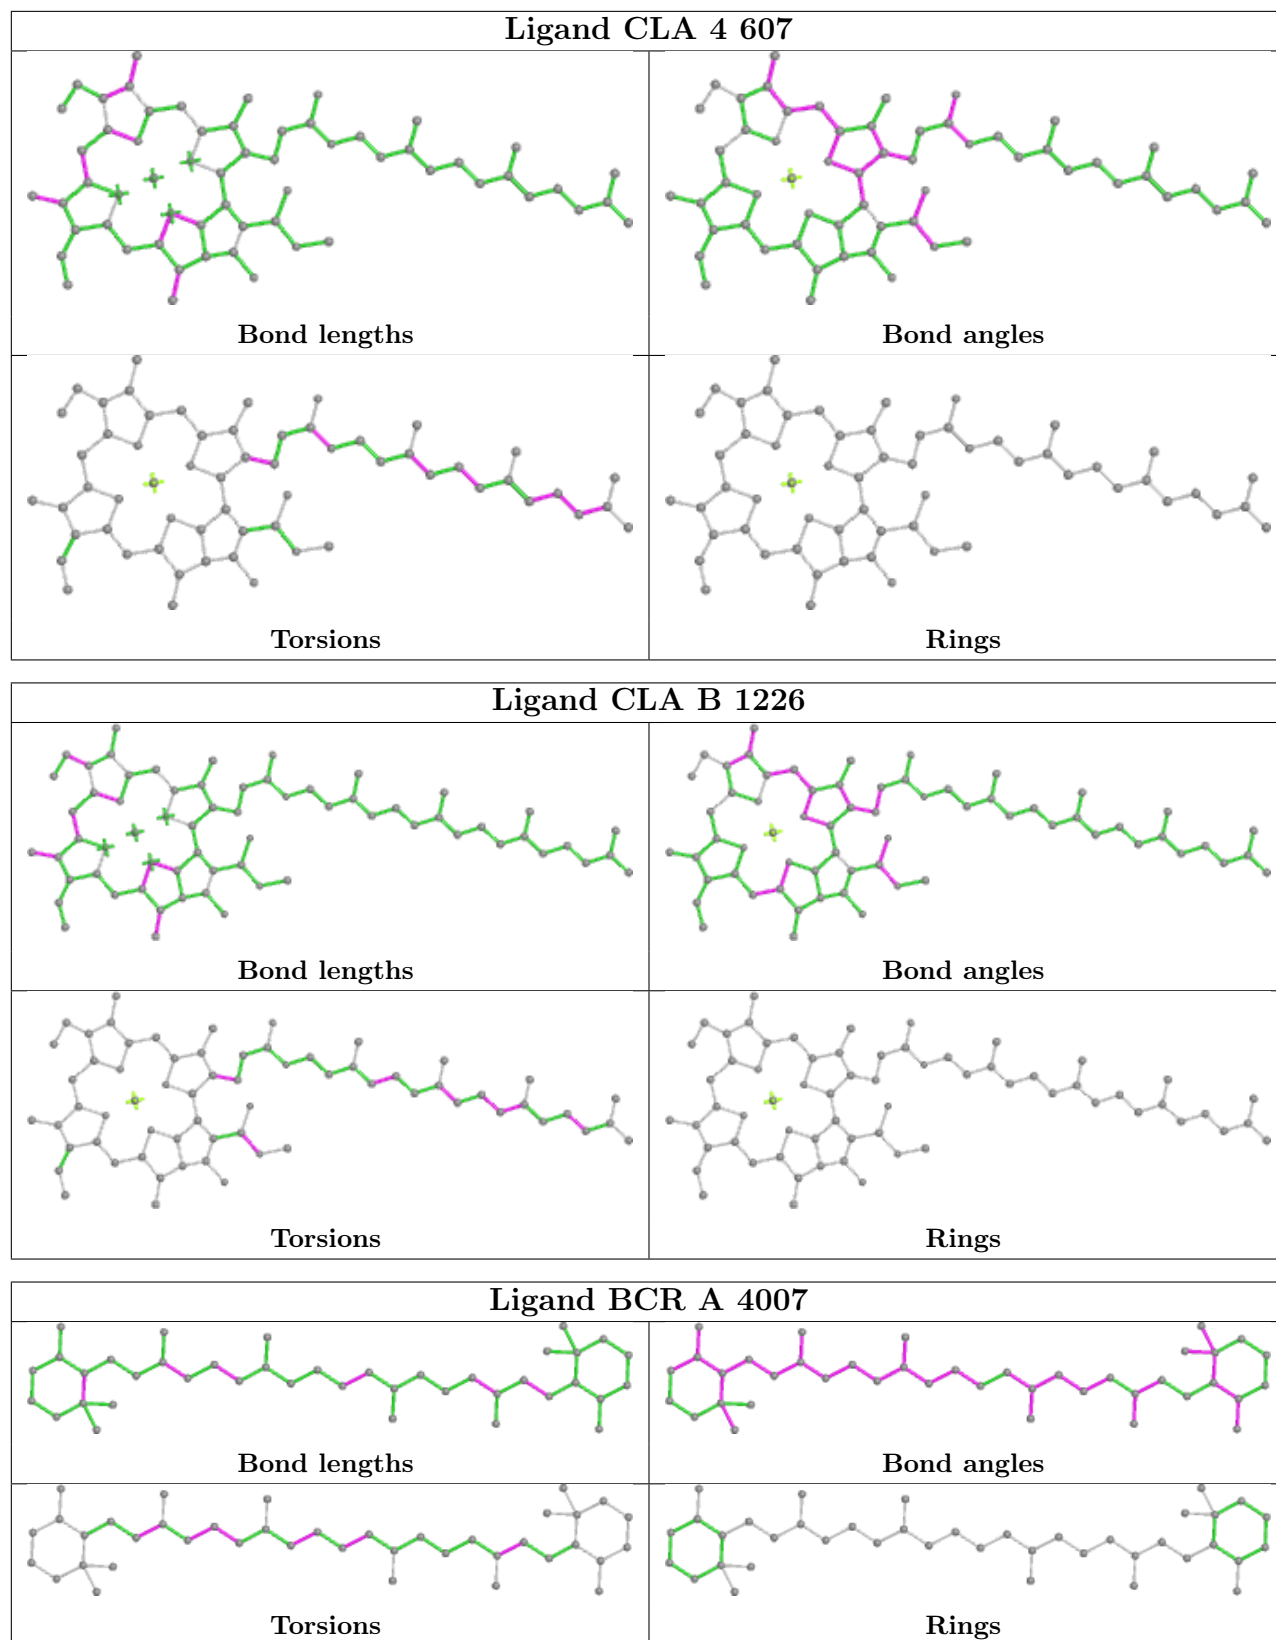 Ligand CLA 4 607
Bond lengths
Bond angles
Torsions
Rings
Ligand CLA B 1226
Bond lengths
Bond angles
Torsions
Rings
Ligand BCR A 4007
Bond lengths
Bond angles
Torsions
Rings